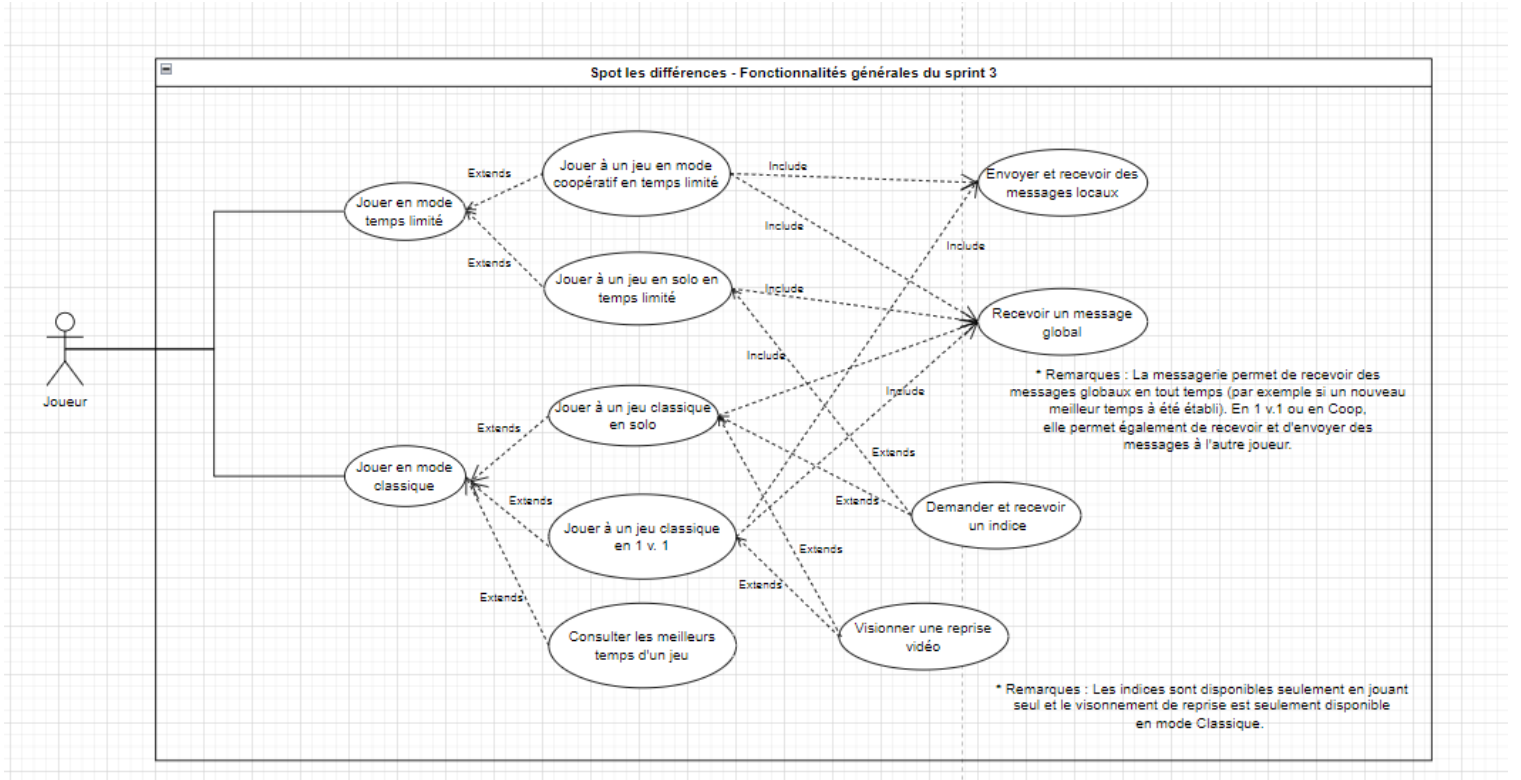 Spot les différences - Fonctionnalités générales du sprint 3
Jouer à un jeu en mode
coopératif en temps limité
Include
Envoyer et recevoir des
messages locaux
Extends
Jouer en mode
temps limité
Include
Include
Extends
Jouer à un jeu en solo en
temps limité
Include
Recevoir un message
global
Joueur
Include
* Remarques : La messagerie permet de recevoir des
messages globaux en tout temps (par exemple si un nouveau
meilleur temps à été établi). En 1 v.1 ou en Coop,
elle permet également de recevoir et d'envoyer des
messages à l'autre joueur.
Include
Jouer à un jeu classique
en solo
Extends
Extends
Jouer en mode
classique
Extends
Extends
Demander et recevoir
un indice
Jouer à un jeu classique
en 1 v. 1
Extends
Extends
Extends
Consulter les meilleurs
temps d'un jeu
Visionner une reprise
vidéo
* Remarques : Les indices sont disponibles seulement en jouant
seul et le visonnement de reprise est seulement disponible
en mode Classique.